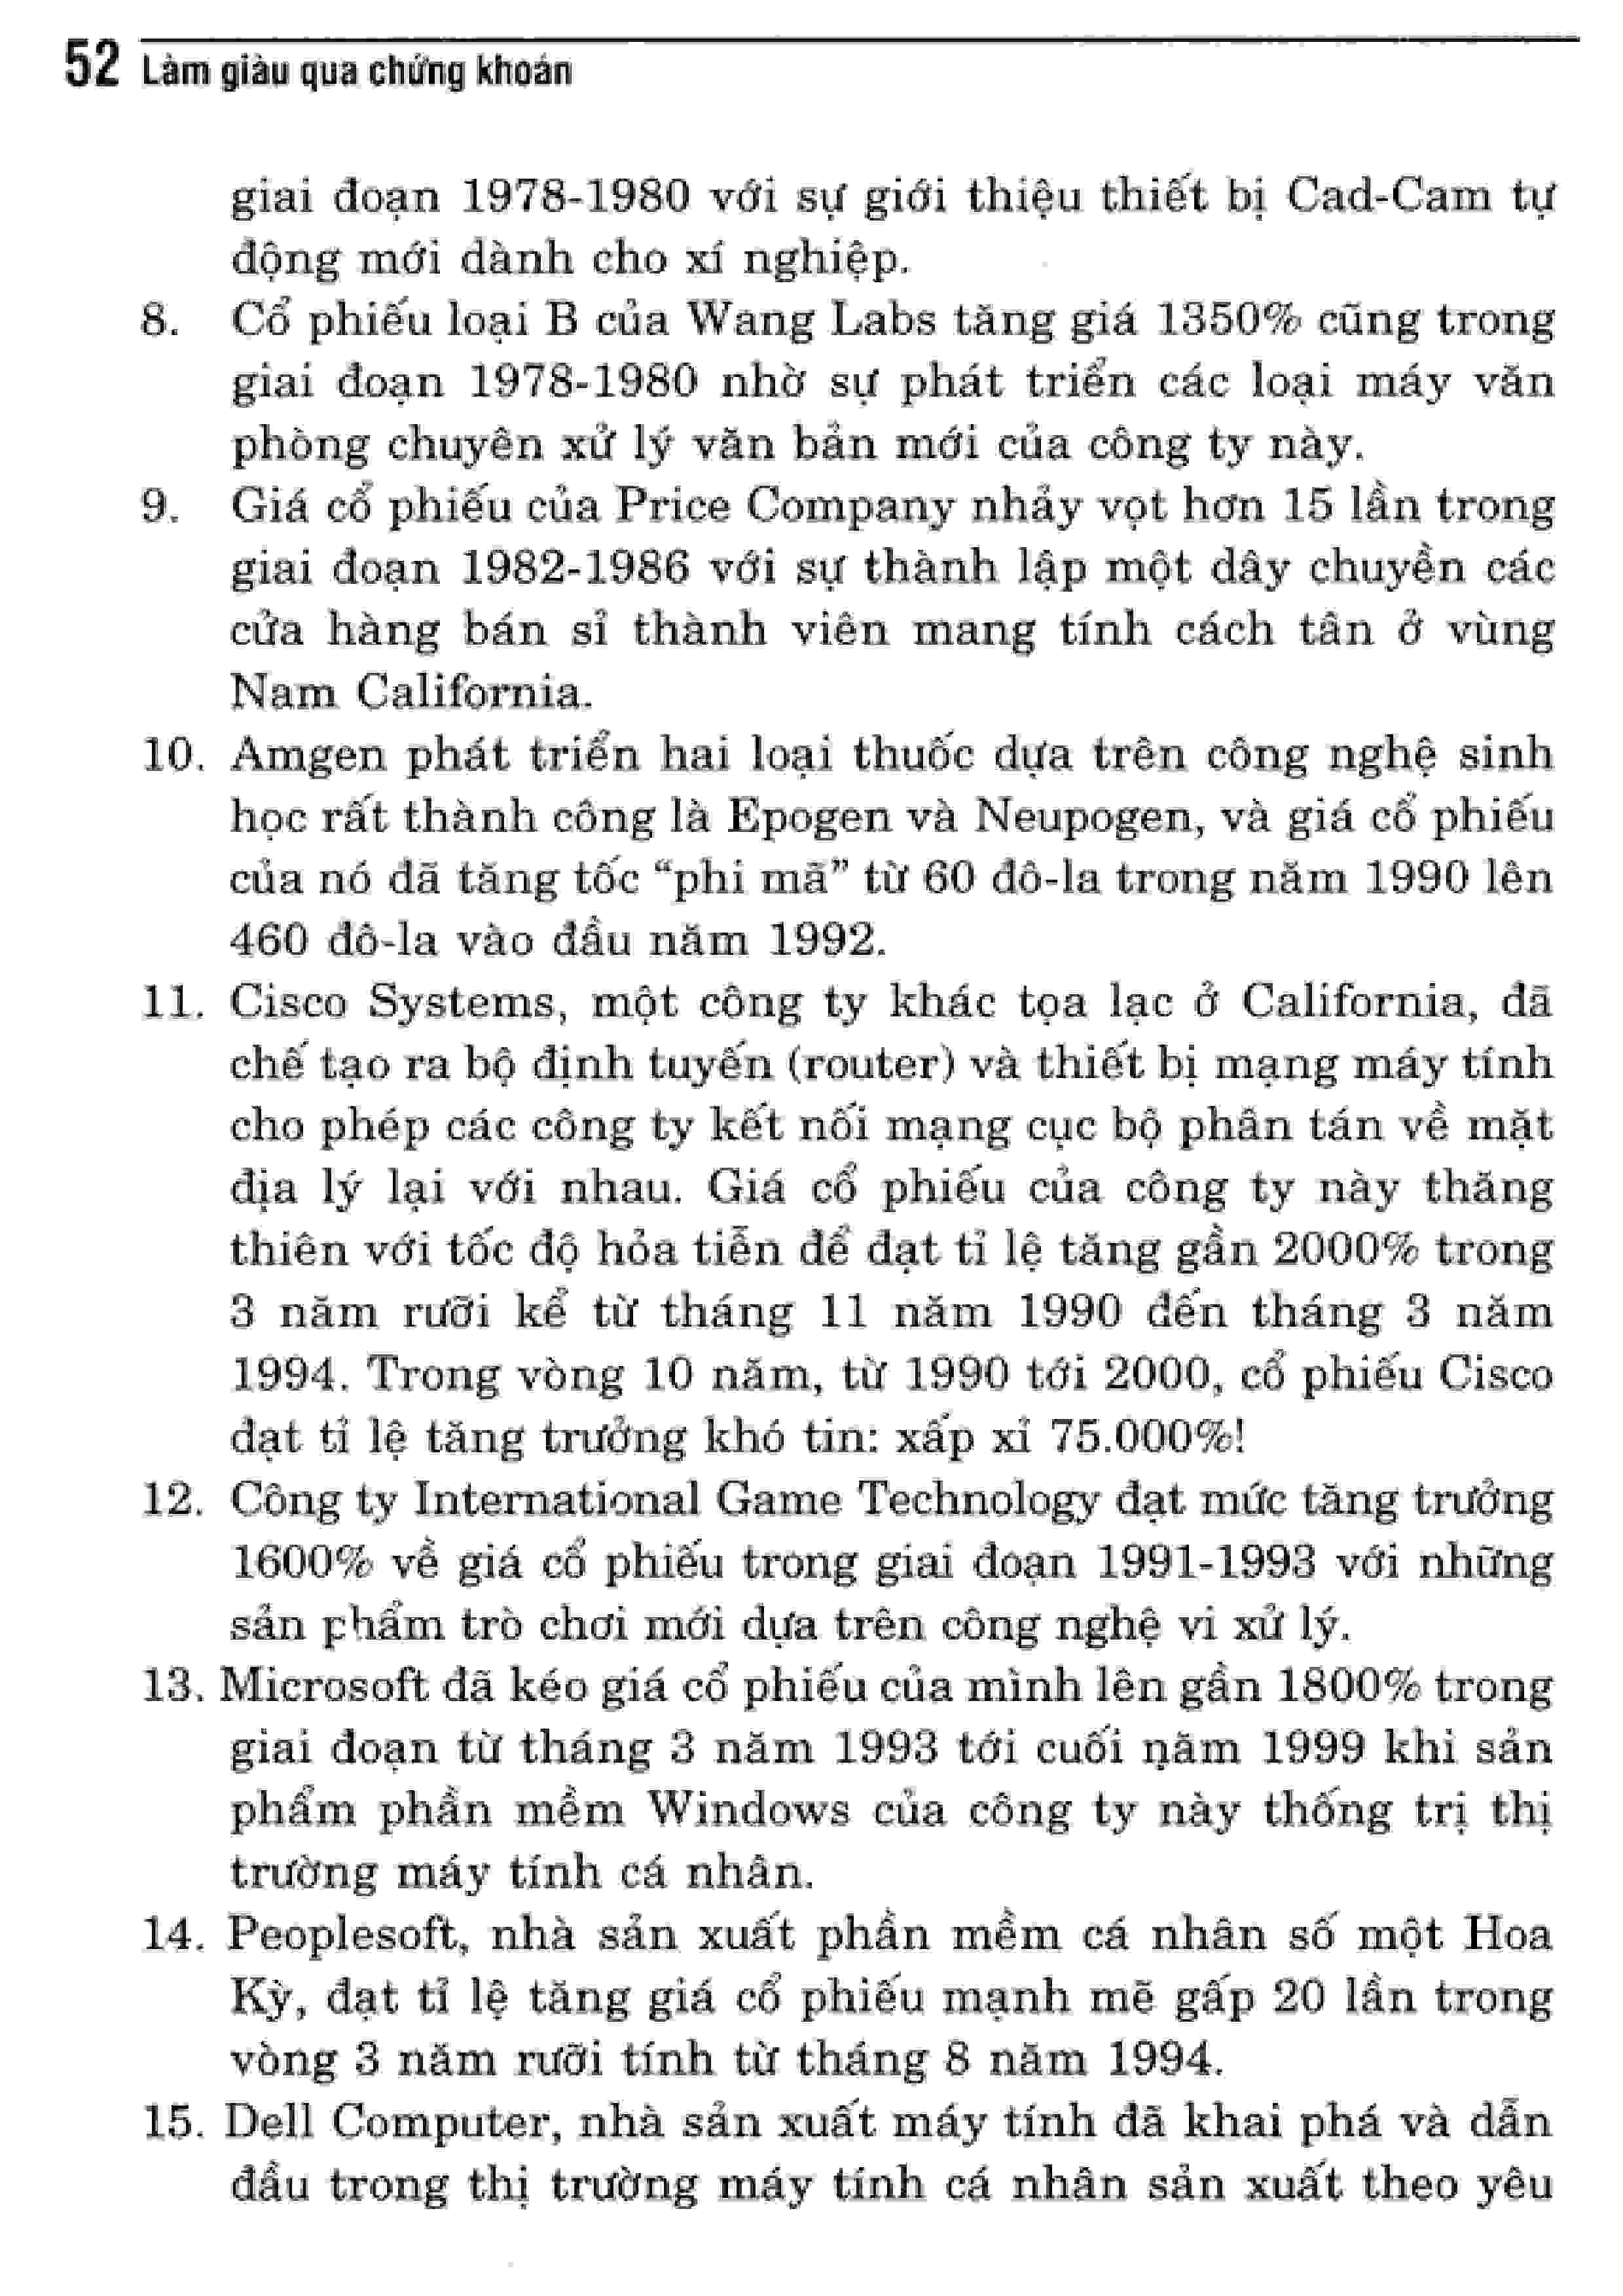 52 Làm giàu qua chứng khoán
giai đoạn 1978-1980 với sự giới thiệu thiết bị Cad-Cam tự
động mới dành cho xí nghiệp.
8. Cổ phiếu loại B của Wang Labs tăng giá 1350% cũng trong
giai đoạn 1978-1980 nhờ sự phát triển các loại máy văn
phòng chuyên xử lý văn bản mới của công ty này.
9. Giá cổ phiếu của Price Company nhảy vọt hơn 15 lần trong
giai đoạn 1982-1986 với sự thành lập một dây chuyền các
cửa hàng bán sỉ thành viên mang tính cách tân ở vùng
Nam California.
10. Amgen phát triển hai loại thuốc dựa trên công nghệ sinh
học rất thành công là Epogen và Neupogen, và giá cổ phiếu
của nó đã tăng tốc “phi mã” từ 60 đô-la trong năm 1990 lên
460 đô-la vào đầu năm 1992.
11. Cisco Systems, một công ty khác tọa lạc ở California, đã
chế tạo ra bộ định tuyến (router) và thiết bị mạng máy tính
cho phép các công ty kết nối mạng cục bộ phân tán về mặt
địa lý lại với nhau. Giá cổ phiếu của công ty này thăng
thiên với tốc độ hỏa tiễn để đạt tỉ lệ tăng gần 2000% trong
3 năm rưỡi kể từ tháng 11 năm 1990 đến tháng 3 năm
1994. Trong vòng 10 năm, từ 1990 tới 2000, cổ phiếu Cisco
đạt tỉ lệ tăng trưởng khó tin: xấp xỉ 75.000%!
12. Công ty International Game Technology đạt mức tăng trưởng
1600% về giá cổ phiếu trong giai đoạn 1991-1993 với những
sản phẩm trò chơi mới dựa trên công nghệ vi xử lý.
13. Microsoft đã kéo giá cổ phiếu của mình lên gần 1800% trong
giai đoạn từ tháng 3 năm 1993 tới cuối năm 1999 khi sản
phẩm phần mềm Windows của công ty này thống trị thị
trường máy tính cá nhân.
14. Peoplesoft, nhà sản xuất phần mềm cá nhân số một Hoa
Kỳ, đạt tỉ lệ tăng giá cổ phiếu mạnh mẽ gấp 20 lần trong
vòng 3 năm rưỡi tính từ tháng 8 năm 1994.
15. Dell Computer, nhà sản xuất máy tính đã khai phá và dẫn
đầu trong thị trường máy tính cá nhân sản xuất theo yêu